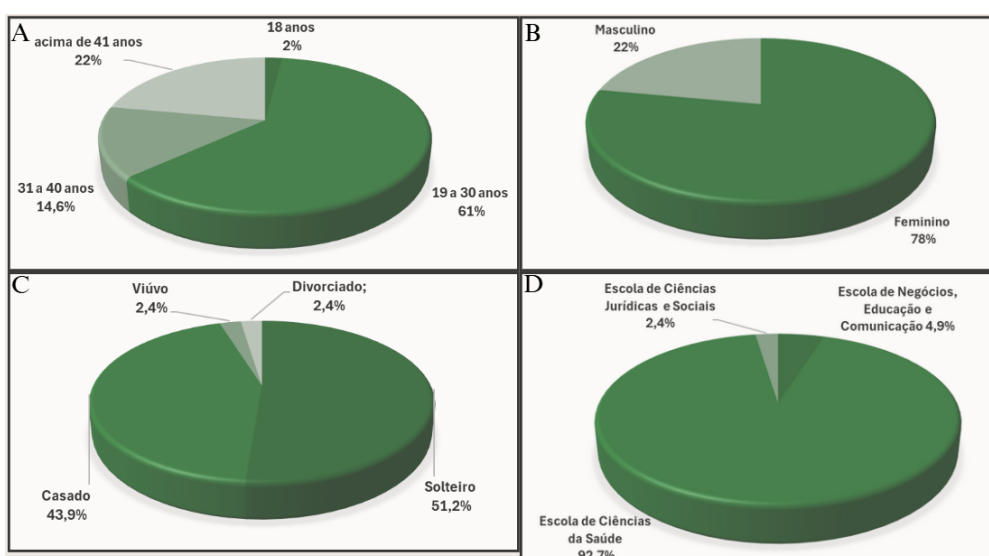 A
acima de 41 anos
22%
18 anos
2%
31 a 40 anos
14,6%
19 a 30 anos
61%
B
Masculino
22%
Feminino
78%
C
Viúvo
2,4%
Divorciado;
2,4%
Casado
43,9%
Solteiro
51,2%
D
Escola de Ciências
Jurídicas e Sociais
2,4%
Escola de Negócios,
Educação e
Comunicação 4,9%
Escola de Ciências
da Saúde
92,7%